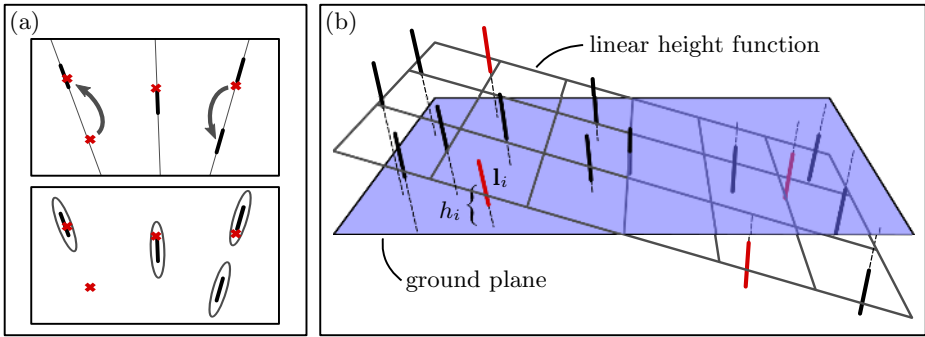 (a)
(b)
linear height function
l_i
h_i {
ground plane